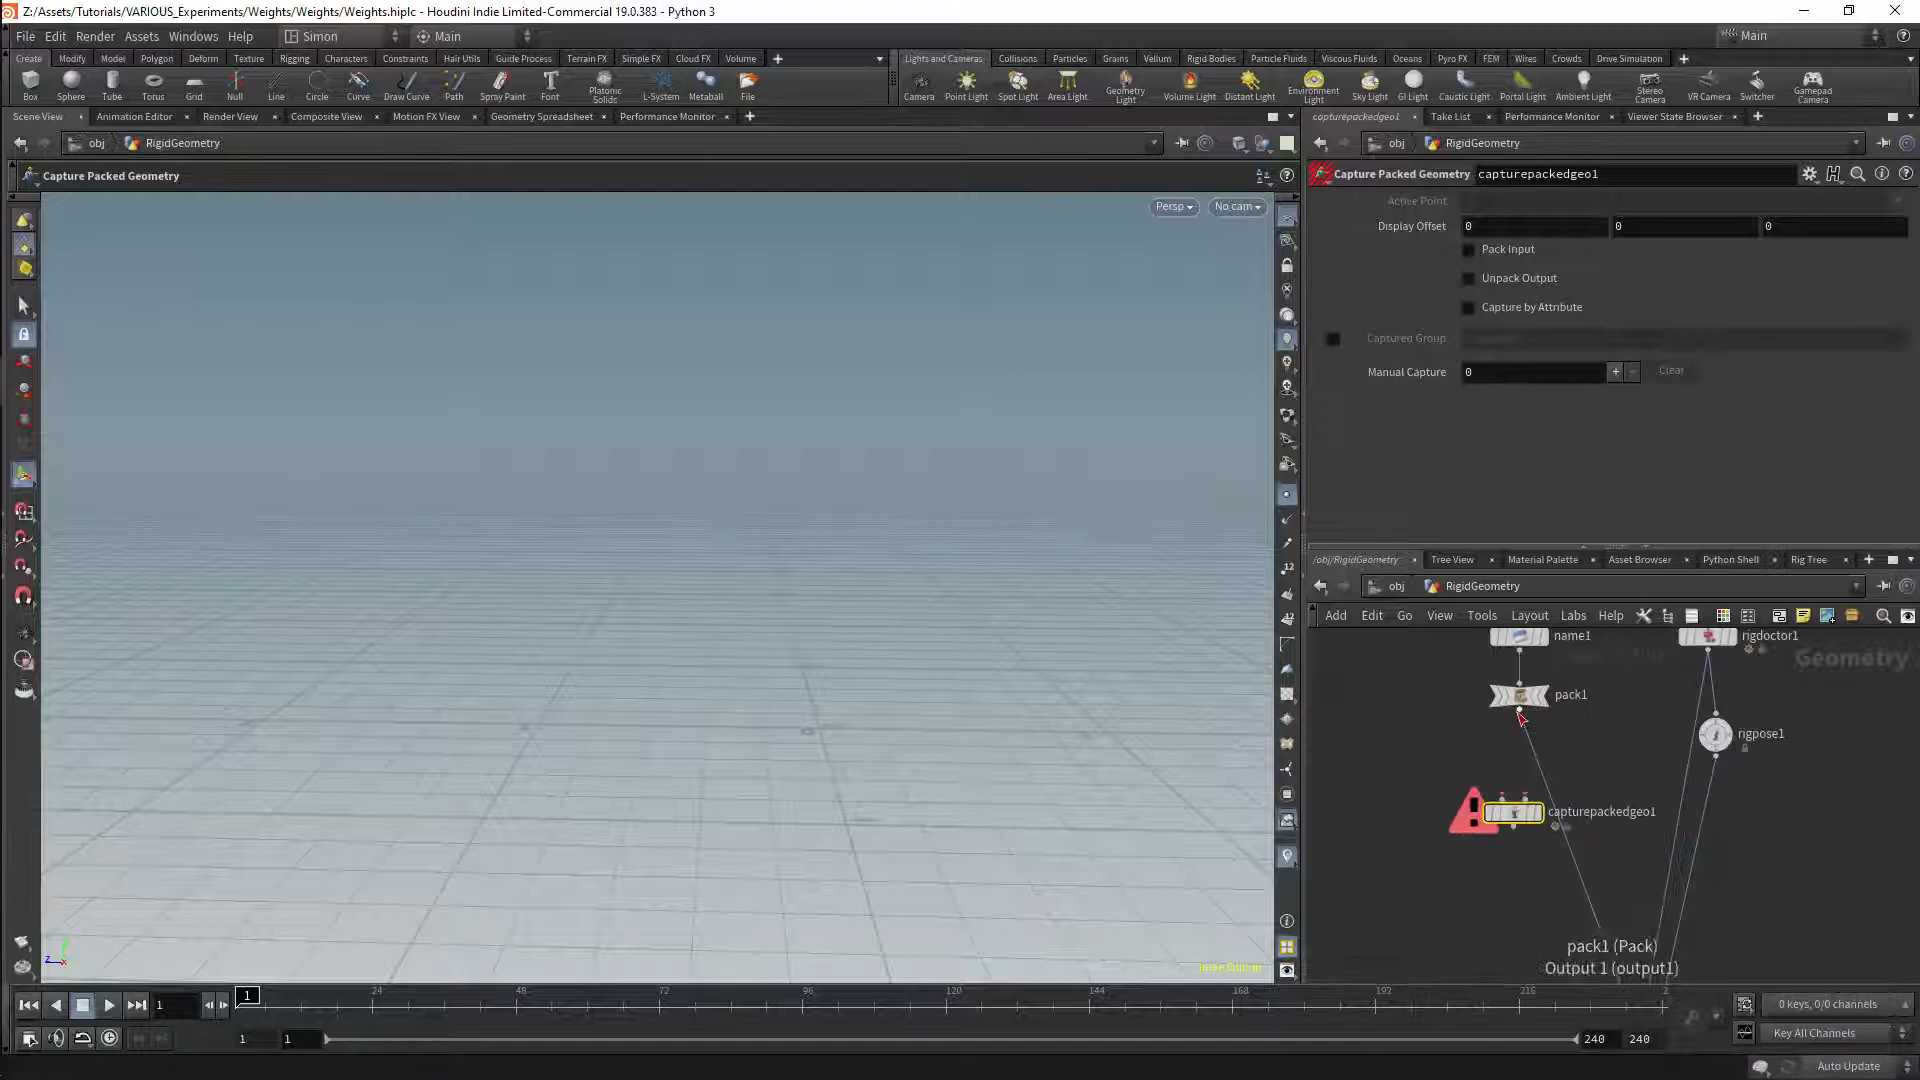 Z:/Assets/Tutorials/VARIOUS_Experiments/Weights/Weights/Weights.hiplc - Houdini Indie Limited-Commercial 19.0.383 - Python 3
File Edit Render Assets Windows Help Simon Main Main
Create Modify Model Polygon Deform Texture Rigging Characters Constraints Hair Utils Guide Process Terrain FX Simple FX Cloud FX Volume
Lights and Cameras Collisions Particles Grains Vellum Rigid Bodies Particle Fluids Viscous Fluids Oceans Pyro FX FEM Wires Crowds Drive Simulation
Box Sphere Tube Torus Grid Null Line Circle Curve Draw Curve Path Spray Paint Font Platonic Solids L-System Metaball File
Camera Point Light Spot Light Area Light Geometry Light Volume Light Distant Light Environment Light Sky Light GI Light Caustic Light Portal Light Ambient Light Stereo Camera VR Camera Switcher Gamepad Camera
Scene View Animation Editor Render View Composite View Motion FX View Geometry Spreadsheet Performance Monitor
capturepackedgeo1 Take List Performance Monitor Viewer State Browser
obj RigidGeometry
obj RigidGeometry
Capture Packed Geometry
Capture Packed Geometry capturepackedgeo1
Persp No cam
Active Point
Display Offset 0 0 0
Pack Input
Unpack Output
Capture by Attribute
Captured Group
Manual Capture 0 Clear
/obj/RigidGeometry Tree View Material Palette Asset Browser Python Shell Rig Tree
obj RigidGeometry
Add Edit Go View Tools Layout Labs Help
Geometry
name1
rigdoctor1
pack1
rigpose1
capturepackedgeo1
pack1 (Pack)
Output 1 (output1)
1 1 24 48 72 96 120 144 168 192 216 2
0 keys, 0/0 channels
1 1 240 240
Key All Channels
Auto Update